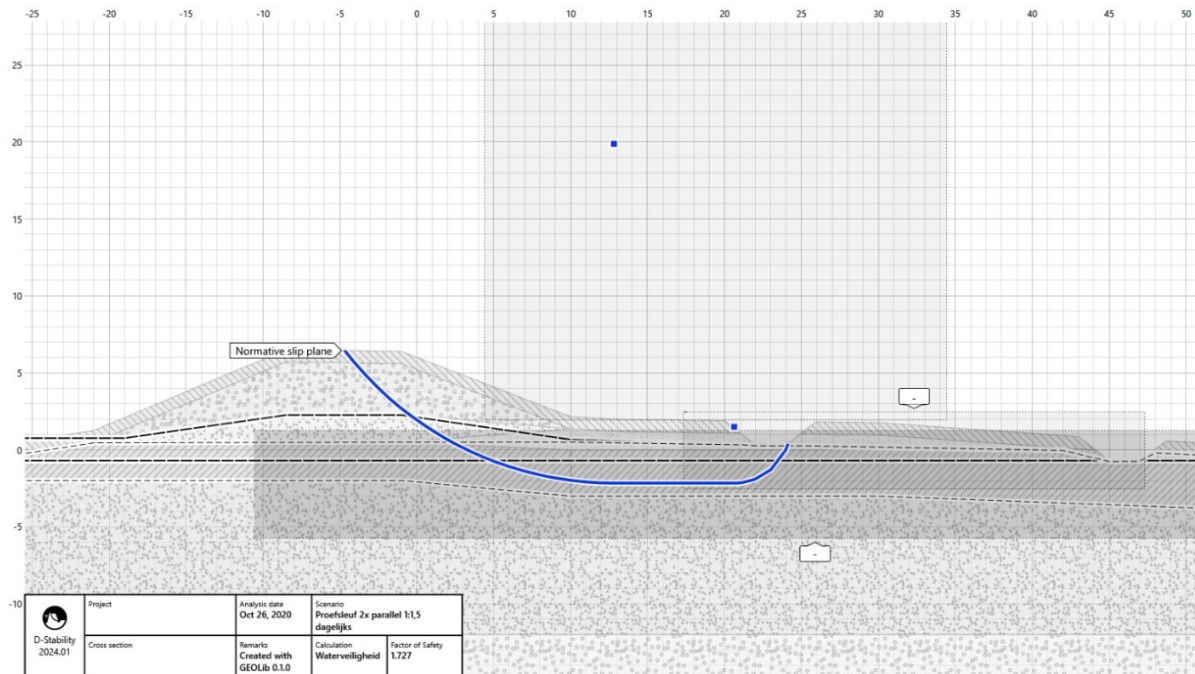 -25 -20 -15 -10 -5 0 5 10 15 20 25 30 35 40 45 50
25
20
15
10
5
0
-5
-10
Normative slip plane
-
-
D-Stability
2024.01
Project
Analysis date
Oct 26, 2020
Scenario
Proefsleuf 2x parallel 1:1,5
dagelijks
Cross section
Remarks
Created with
GEOLib 0.1.0
Calculation
Waterveiligheid
Factor of Safety
1.727